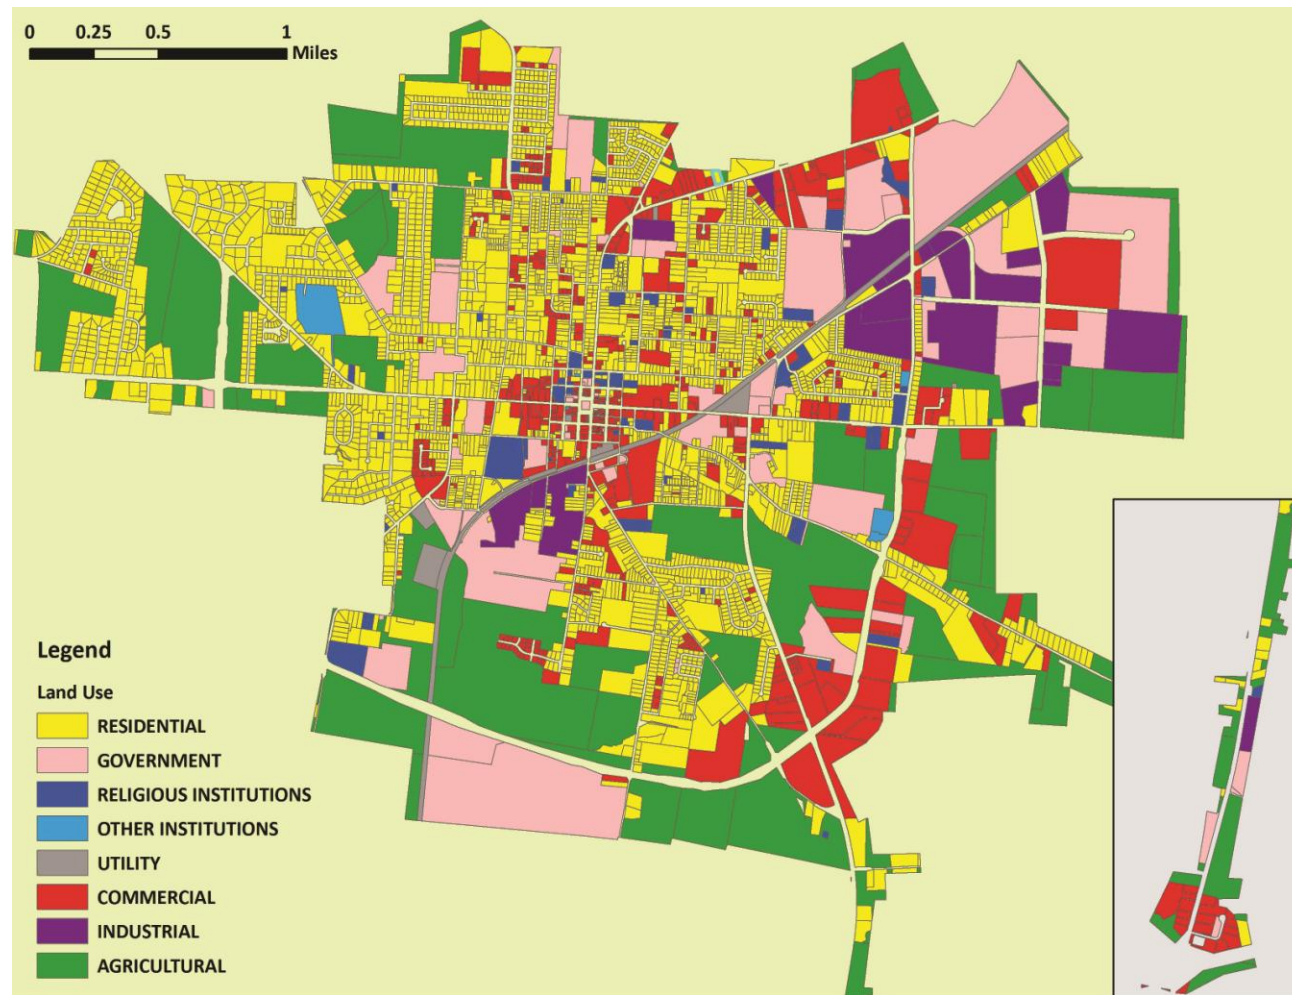 0 0.25 0.5 1
Miles
Legend
Land Use
RESIDENTIAL
GOVERNMENT
RELIGIOUS INSTITUTIONS
OTHER INSTITUTIONS
UTILITY
COMMERCIAL
INDUSTRIAL
AGRICULTURAL